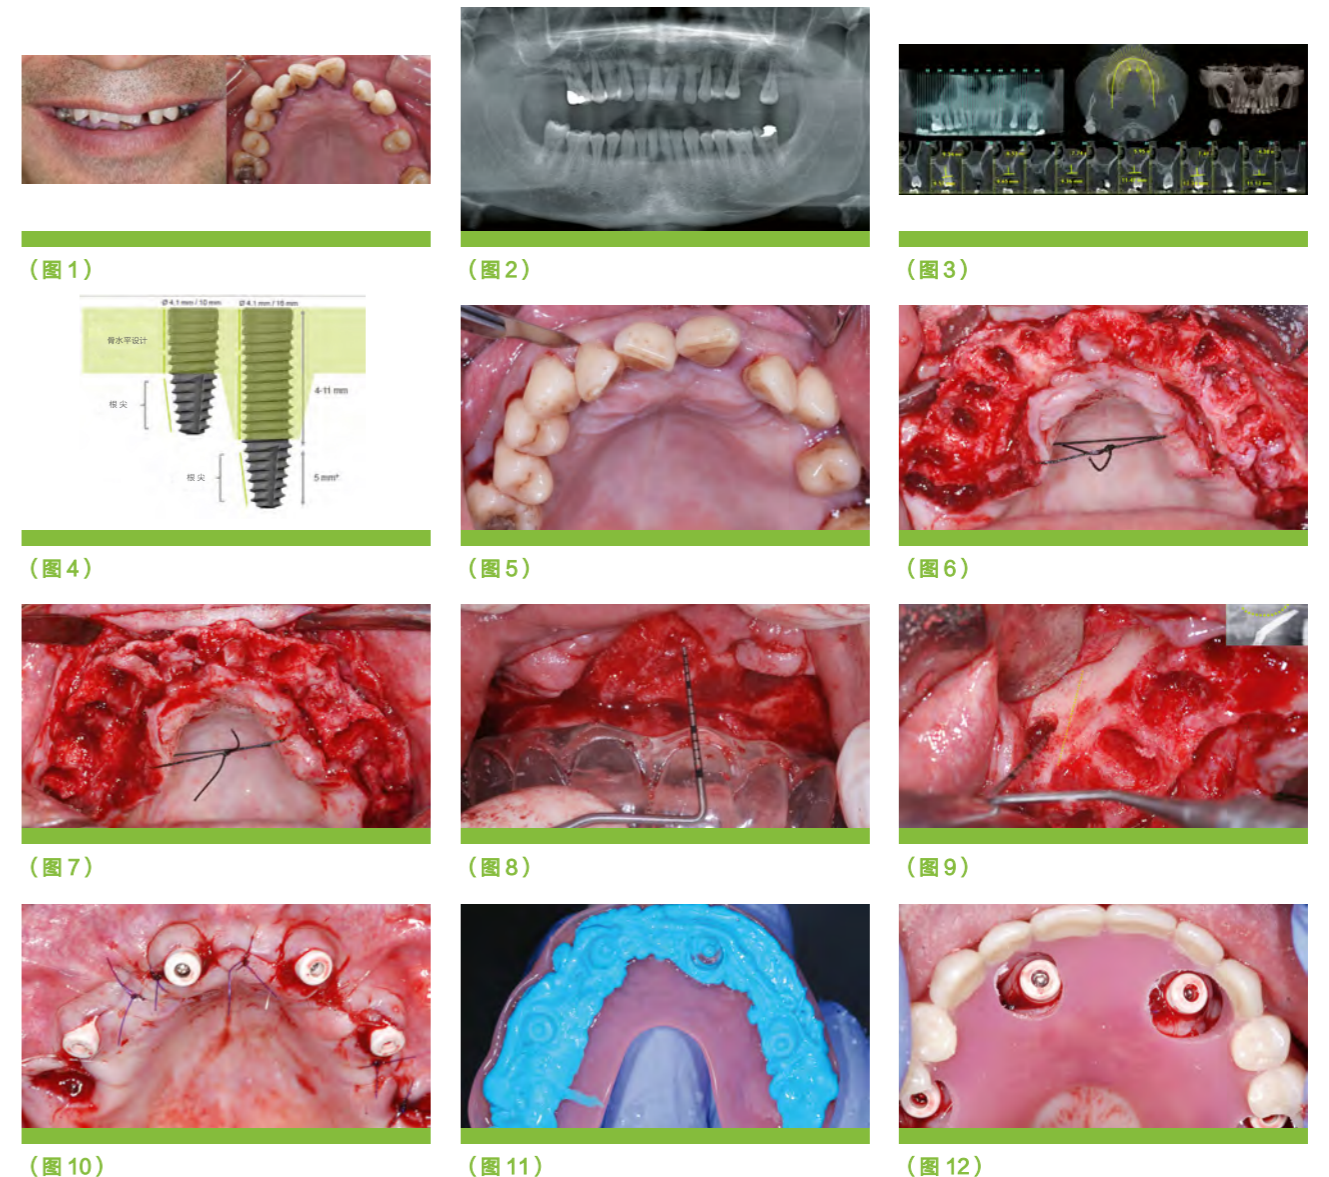 （图1）
（图2）
（图3）
Ø 4.1 mm / 10 mm
Ø 4.1 mm / 16 mm
骨水平设计
根尖
4-11 mm
根尖
5 mm*
（图4）
（图5）
（图6）
（图7）
（图8）
（图9）
（图10）
（图11）
（图12）